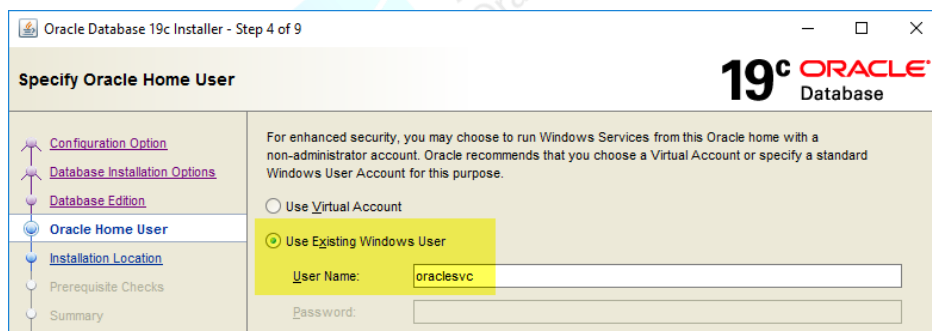 Oracle Database 19c Installer - Step 4 of 9
Specify Oracle Home User
19c ORACLE
Database
Configuration Option
Database Installation Options
Database Edition
Oracle Home User
Installation Location
Prerequisite Checks
Summary
For enhanced security, you may choose to run Windows Services from this Oracle home with a
non-administrator account. Oracle recommends that you choose a Virtual Account or specify a standard
Windows User Account for this purpose.
Use Virtual Account
Use Existing Windows User
User Name: oraclesvc
Password: